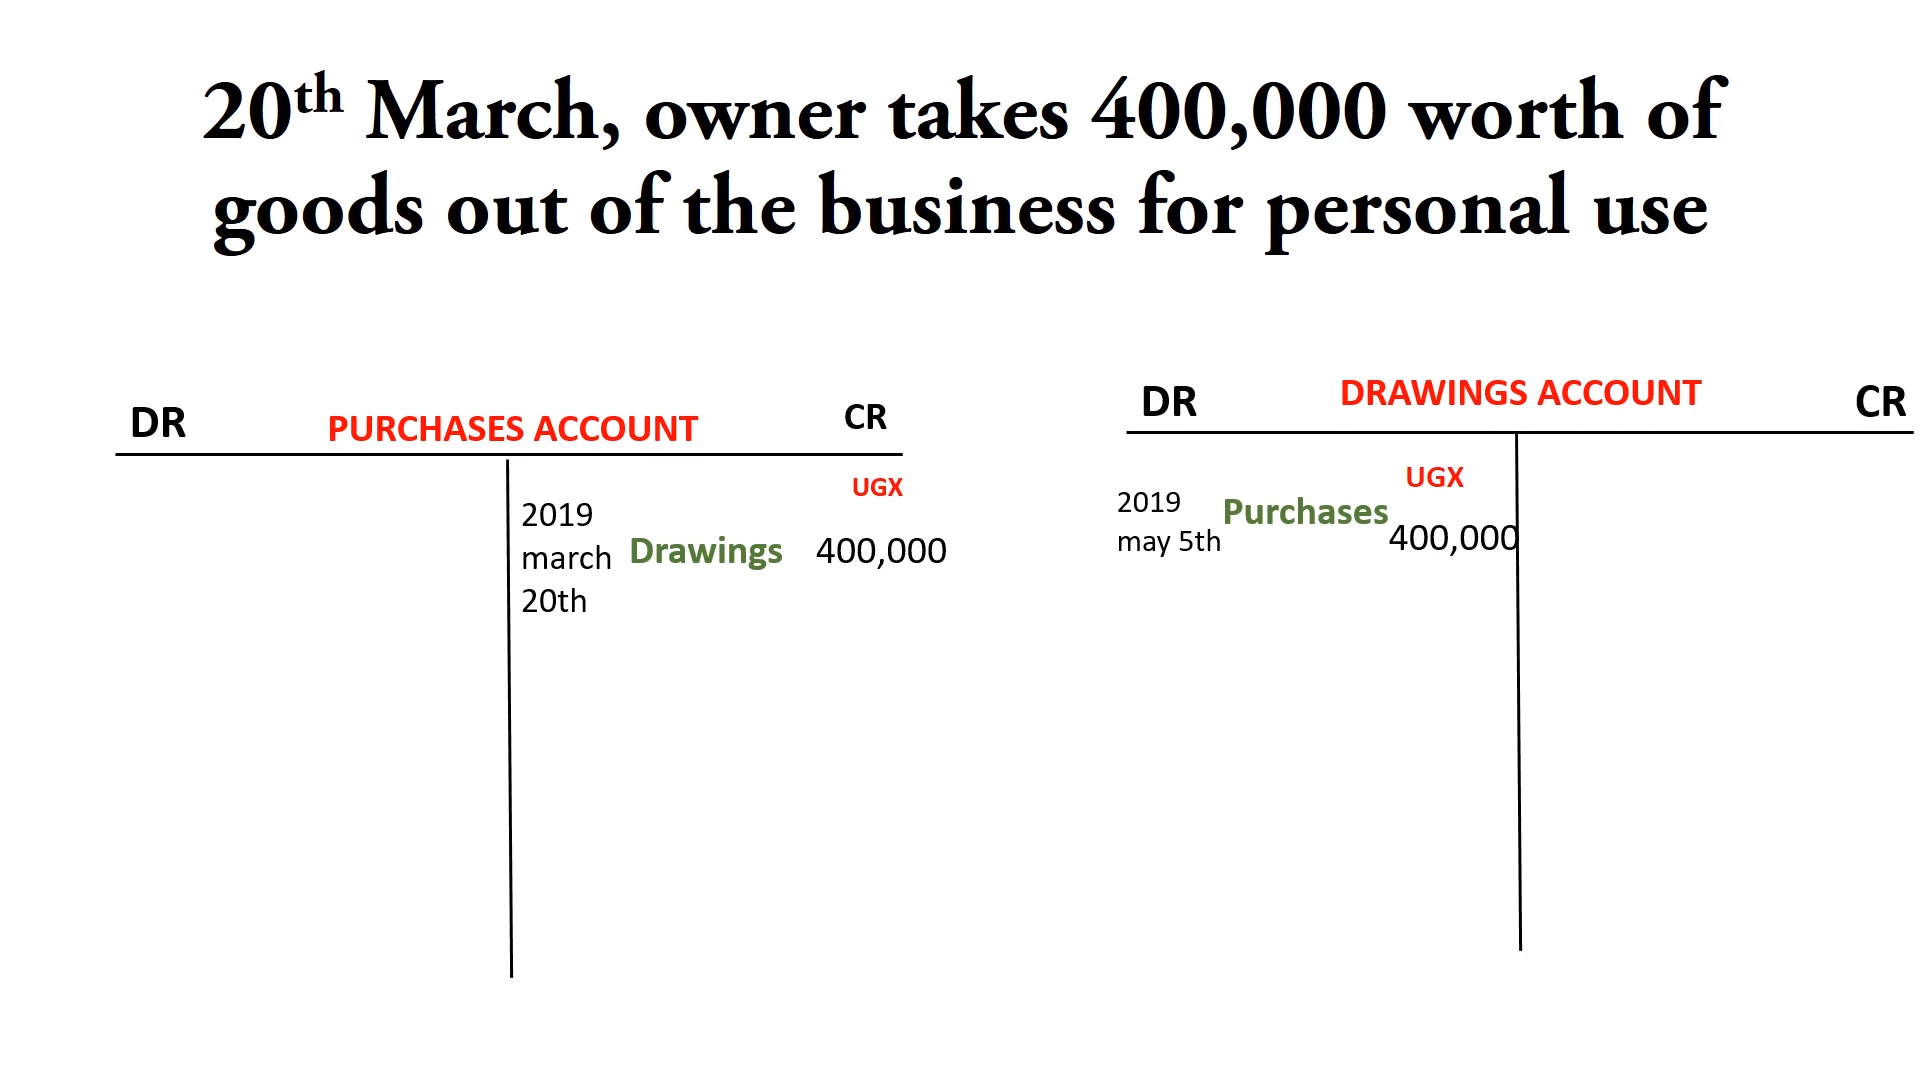 20th March, owner takes 400,000 worth of
goods out of the business for personal use
DR PURCHASES ACCOUNT CR
UGX
2019
march Drawings 400,000
20th
DR DRAWINGS ACCOUNT CR
UGX
2019 Purchases
may 5th 400,000